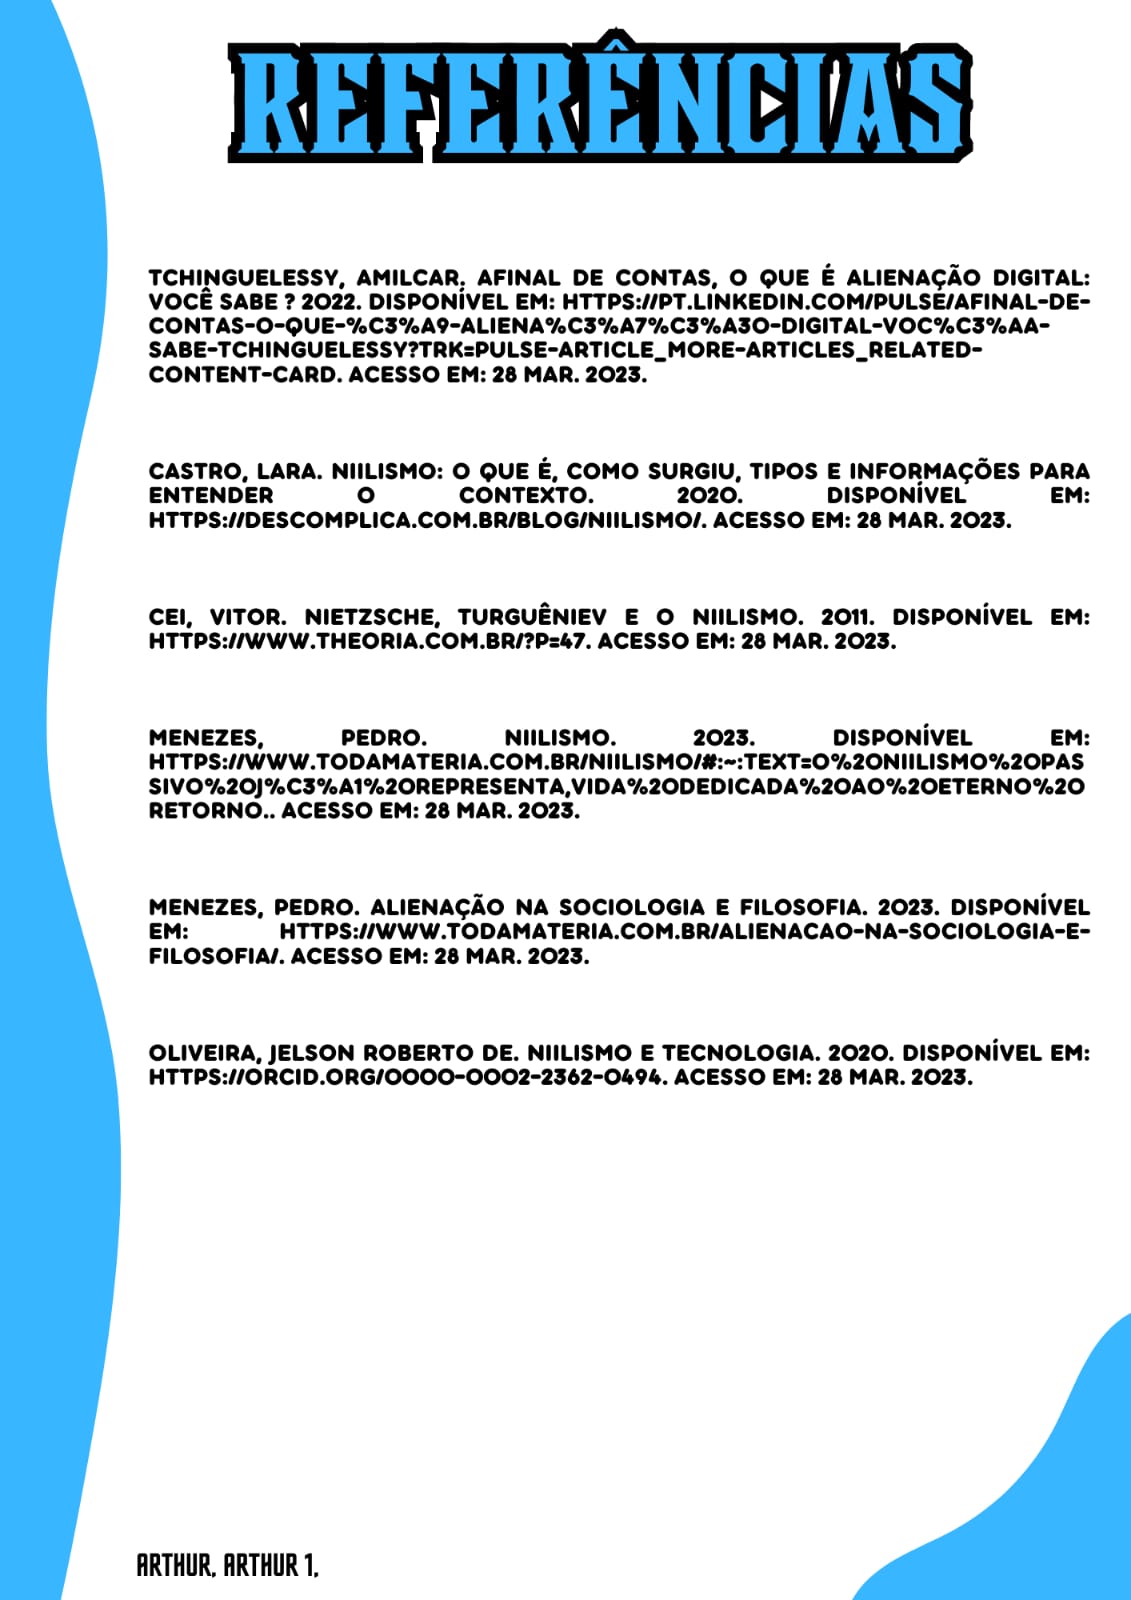 REFERÊNCIAS
TCHINGUELESSY, AMILCAR. AFINAL DE CONTAS, O QUE É ALIENAÇÃO DIGITAL:
VOCÊ SABE ? 2022. DISPONÍVEL EM: HTTPS://PT.LINKEDIN.COM/PULSE/AFINAL-DE-
CONTAS-O-QUE-%C3%A9-ALIENA%C3%A7%C3%A3O-DIGITAL-VOC%C3%AA-
SABE-TCHINGUELESSY?TRK=PULSE-ARTICLE_MORE-ARTICLES_RELATED-
CONTENT-CARD. ACESSO EM: 28 MAR. 2023.
CASTRO, LARA. NIILISMO: O QUE É, COMO SURGIU, TIPOS E INFORMAÇÕES PARA
ENTENDER O CONTEXTO. 2020. DISPONÍVEL EM:
HTTPS://DESCOMPLICA.COM.BR/BLOG/NIILISMO/. ACESSO EM: 28 MAR. 2023.
CEI, VITOR. NIETZSCHE, TURGUÊNIEV E O NIILISMO. 2011. DISPONÍVEL EM:
HTTPS://WWW.THEORIA.COM.BR/?P=47. ACESSO EM: 28 MAR. 2023.
MENEZES, PEDRO. NIILISMO. 2023. DISPONÍVEL EM:
HTTPS://WWW.TODAMATERIA.COM.BR/NIILISMO/#:~:TEXT=O%20NIILISMO%20PAS
SIVO%20J%C3%A1%20REPRESENTA,VIDA%20DEDICADA%20AO%20ETERNO%20
RETORNO.. ACESSO EM: 28 MAR. 2023.
MENEZES, PEDRO. ALIENAÇÃO NA SOCIOLOGIA E FILOSOFIA. 2023. DISPONÍVEL
EM: HTTPS://WWW.TODAMATERIA.COM.BR/ALIENACAO-NA-SOCIOLOGIA-E-
FILOSOFIA/. ACESSO EM: 28 MAR. 2023.
OLIVEIRA, JELSON ROBERTO DE. NIILISMO E TECNOLOGIA. 2020. DISPONÍVEL EM:
HTTPS://ORCID.ORG/0000-0002-2362-0494. ACESSO EM: 28 MAR. 2023.
ARTHUR, ARTHUR 1,